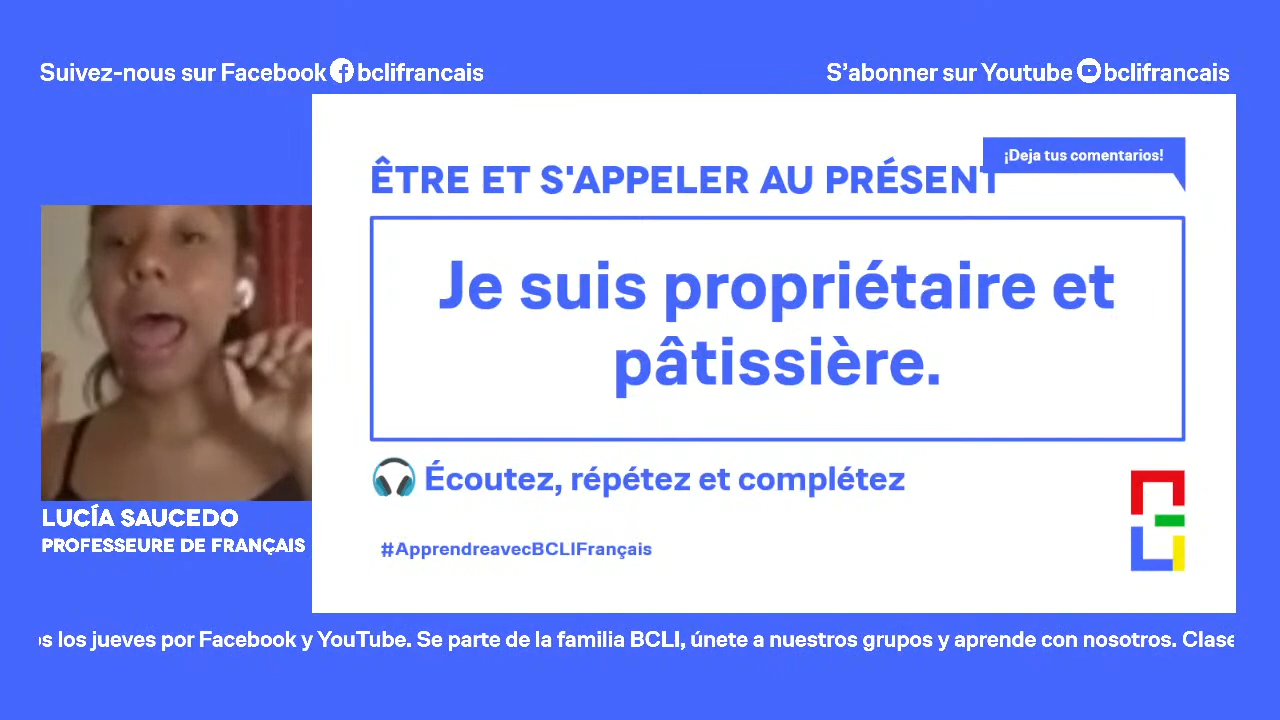 Suivez-nous sur Facebook bclifrancais
S'abonner sur Youtube bclifrancais
¡Deja tus comentarios!
ÊTRE ET S'APPELER AU PRÉSENT
Je suis propriétaire et
pâtissière.
Écoutez, répétez et complétez
LUCÍA SAUCEDO
PROFESSEURE DE FRANÇAIS
#ApprendreavecBCLIFrançais
los jueves por Facebook y YouTube. Se parte de la familia BCLI, únete a nuestros grupos y aprende con nosotros.